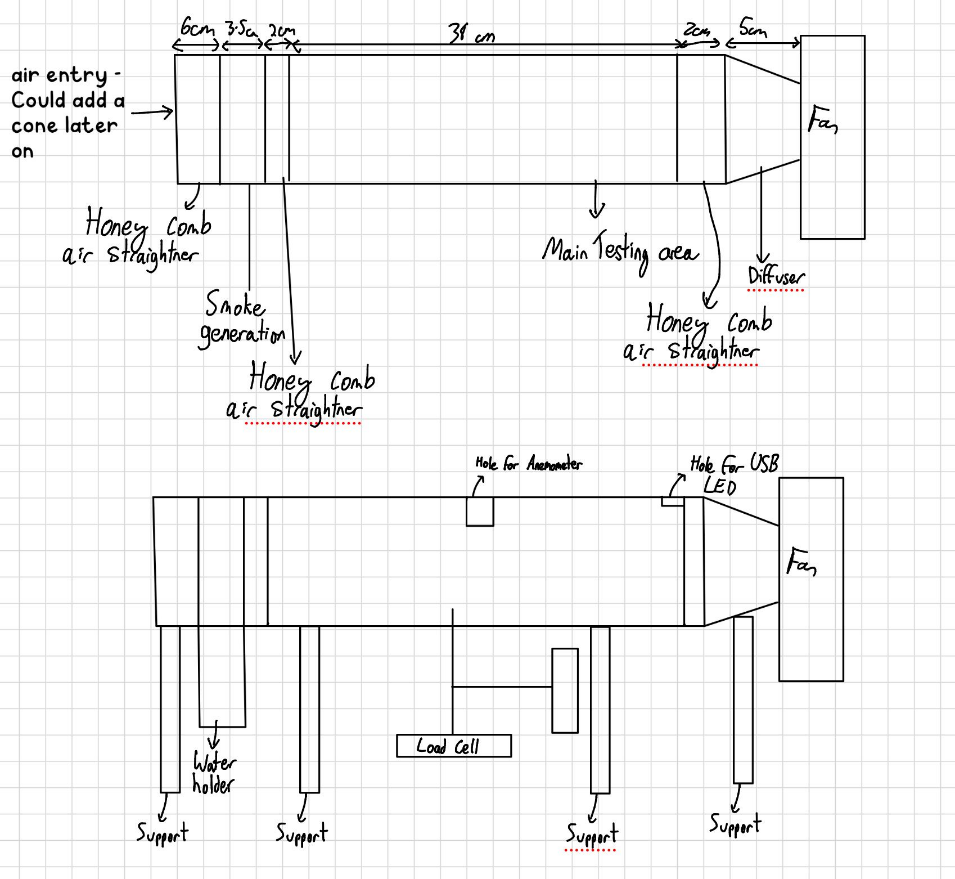 6cm 3.5cm 2cm 31 cm 2cm 5cm
air entry -
Could add a
cone later
on
Fan
Honey Comb
air straightner
Main Testing area
Diffuser
Smoke
generation
Honey Comb
air straightner
Honey Comb
air straightner
Hole for Anemometer
Hole for USB
LED
Fan
Load Cell
Water
holder
Support
Support
Support
Support